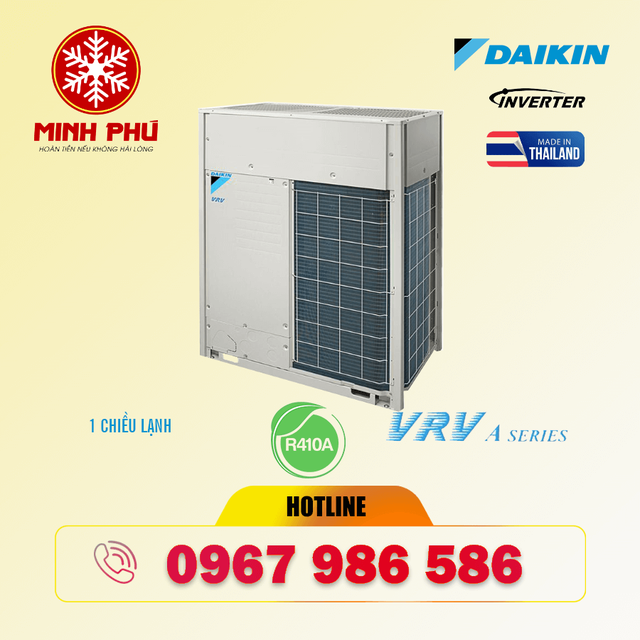 MINH PHÚ
HOÀN TIỀN NẾU KHÔNG HÀI LÒNG
DAIKIN
INVERTER
MADE IN
THAILAND
DAIKIN
VRV
1 CHIỀU LẠNH
R410A
VRV A SERIES
HOTLINE
0967 986 586